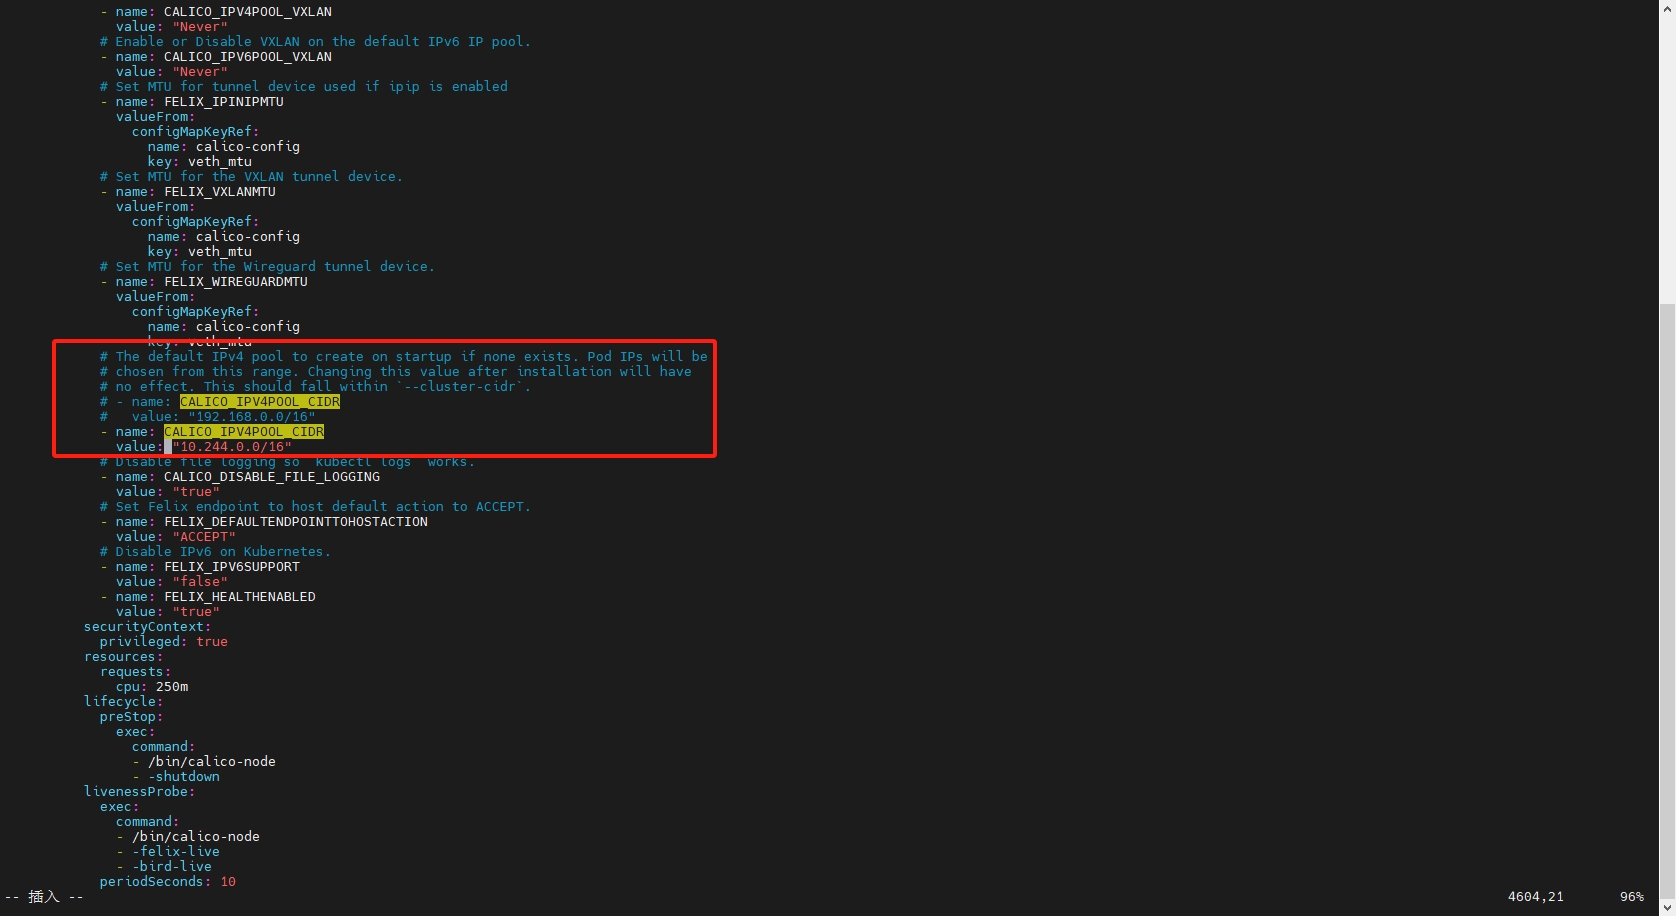 - name: CALICO_IPV4POOL_VXLAN
value: "Never"
# Enable or Disable VXLAN on the default IPv6 IP pool.
- name: CALICO_IPV6POOL_VXLAN
value: "Never"
# Set MTU for tunnel device used if ipip is enabled
- name: FELIX_IPINIPMTU
valueFrom:
configMapKeyRef:
name: calico-config
key: veth_mtu
# Set MTU for the VXLAN tunnel device.
- name: FELIX_VXLANMTU
valueFrom:
configMapKeyRef:
name: calico-config
key: veth_mtu
# Set MTU for the Wireguard tunnel device.
- name: FELIX_WIREGUARDMTU
valueFrom:
configMapKeyRef:
name: calico-config
key: veth_mtu
# The default IPv4 pool to create on startup if none exists. Pod IPs will be
# chosen from this range. Changing this value after installation will have
# no effect. This should fall within `--cluster-cidr`.
# - name: CALICO_IPV4POOL_CIDR
#   value: "192.168.0.0/16"
- name: CALICO_IPV4POOL_CIDR
value: "10.244.0.0/16"
# Disable file logging so `kubectl logs` works.
- name: CALICO_DISABLE_FILE_LOGGING
value: "true"
# Set Felix endpoint to host default action to ACCEPT.
- name: FELIX_DEFAULTENDPOINTTOHOSTACTION
value: "ACCEPT"
# Disable IPv6 on Kubernetes.
- name: FELIX_IPV6SUPPORT
value: "false"
- name: FELIX_HEALTHENABLED
value: "true"
securityContext:
privileged: true
resources:
requests:
cpu: 250m
lifecycle:
preStop:
exec:
command:
- /bin/calico-node
- -shutdown
livenessProbe:
exec:
command:
- /bin/calico-node
- -felix-live
- -bird-live
periodSeconds: 10
-- 插入 -- 4604,21 96%